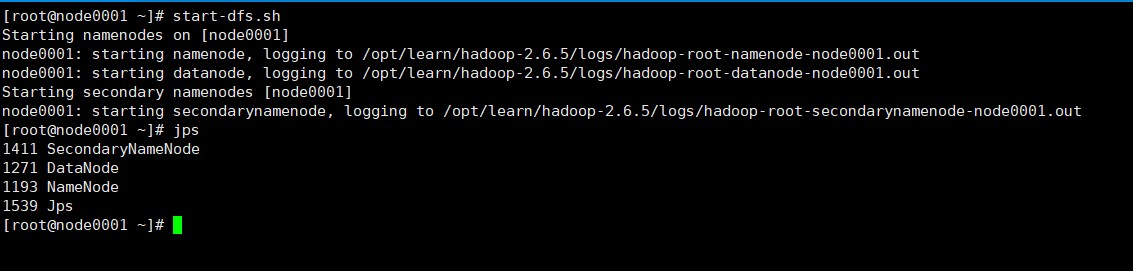 [root@node0001 ~]# start-dfs.sh
Starting namenodes on [node0001]
node0001: starting namenode, logging to /opt/learn/hadoop-2.6.5/logs/hadoop-root-namenode-node0001.out
node0001: starting datanode, logging to /opt/learn/hadoop-2.6.5/logs/hadoop-root-datanode-node0001.out
Starting secondary namenodes [node0001]
node0001: starting secondarynamenode, logging to /opt/learn/hadoop-2.6.5/logs/hadoop-root-secondarynamenode-node0001.out
[root@node0001 ~]# jps
1411 SecondaryNameNode
1271 DataNode
1193 NameNode
1539 Jps
[root@node0001 ~]#